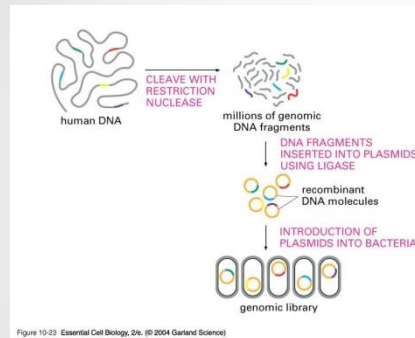 human DNA
CLEAVE WITH
RESTRICTION
NUCLEASE
millions of genomic
DNA fragments
DNA FRAGMENTS
INSERTED INTO PLASMIDS
USING LIGASE
recombinant
DNA molecules
INTRODUCTION OF
PLASMIDS INTO BACTERIA
genomic library
Figure 10-23 Essential Cell Biology, 2/e. (© 2004 Garland Science)